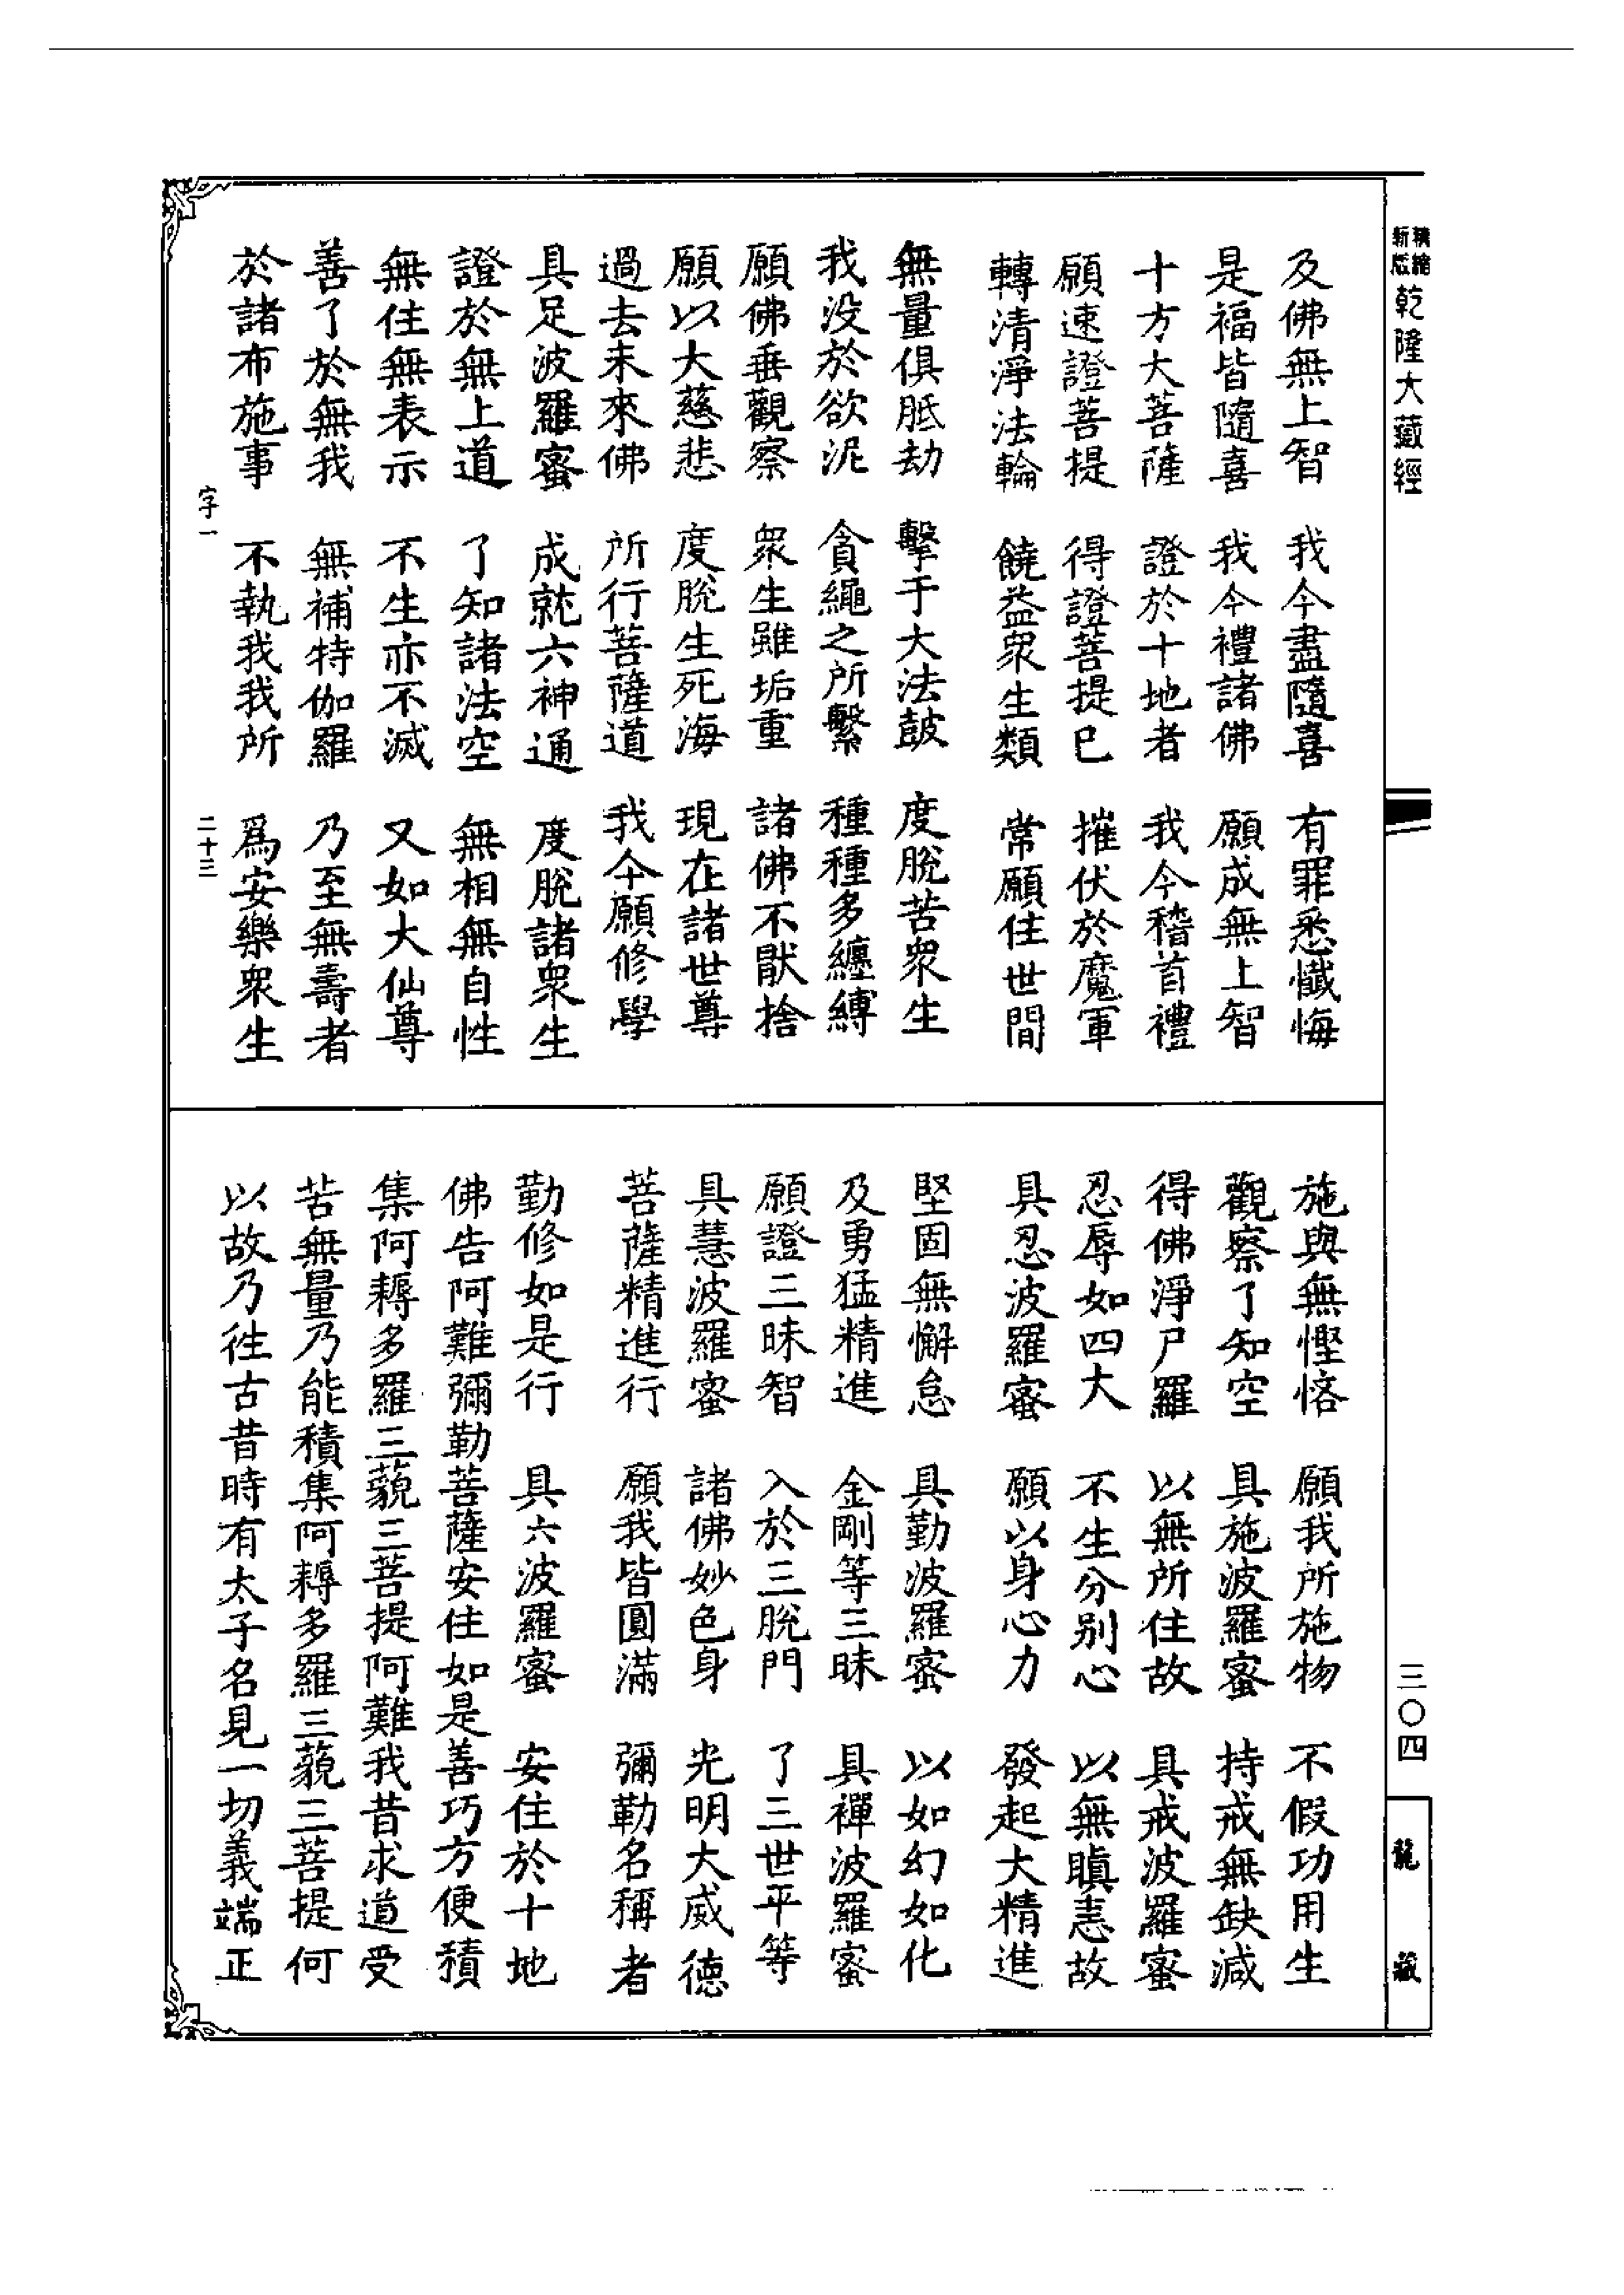 精縮新版乾隆大藏經
三〇四
龍藏
及佛無上智 我今盡隨喜 有罪悉懺悔
是福皆隨喜 我今禮諸佛 願成無上智
十方大菩薩 證於十地者 我今稽首禮
願速證菩提 得證菩提已 摧伏於魔軍
轉清淨法輪 饒益衆生類 常願住世間
無量俱胝劫 擊于大法鼓 度脫苦衆生
我没於欲泥 貪繩之所繫 種種多纏縛
願佛垂觀察 衆生雖垢重 諸佛不厭捨
願以大慈悲 度脫生死海 現在諸世尊
過去未來佛 所行菩薩道 我今願修學
具足波羅蜜 成就六神通 度脫諸衆生
證於無上道 了知諸法空 無相無自性
無住無表示 不生亦不滅 又如大仙尊
善了於無我 無補特伽羅 乃至無壽者
於諸布施事 不執我我所 爲安樂衆生
字一 二十三
施與無慳悋 願我所施物 不假功用生
觀察了知空 具施波羅蜜 持戒無缺減
得佛淨尸羅 以無所住故 具戒波羅蜜
忍辱如四大 不生分别心 以無瞋恚故
具忍波羅蜜 願以身心力 發起大精進
堅固無懈怠 具勤波羅蜜 以如幻如化
及勇猛精進 金剛等三昧 具禪波羅蜜
願證三昧智 入於三脫門 了三世平等
具慧波羅蜜 諸佛妙色身 光明大威德
菩薩精進行 願我皆圓滿 彌勒名稱者
勤修如是行 具六波羅蜜 安住於十地
佛告阿難彌勒菩薩安住如是善巧方便積
集阿耨多羅三藐三菩提阿難我昔求道受
苦無量乃能積集阿耨多羅三藐三菩提何
以故乃往古昔時有太子名見一切義端正